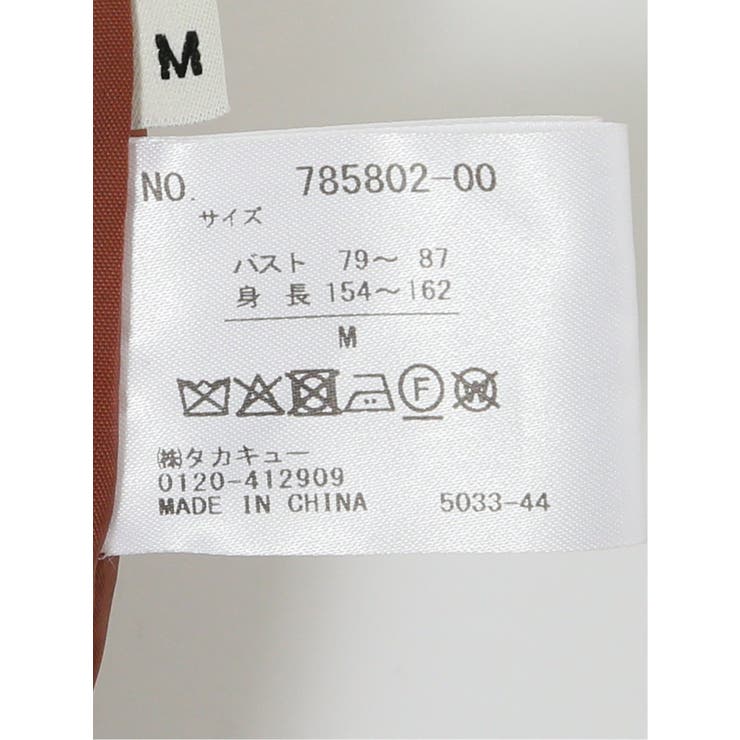 M
NO. 785802-00
サイズ
バスト 79〜 87
身 長 154〜162
M
F W
㈱タカキュー
0120-412909
MADE IN CHINA 5033-44